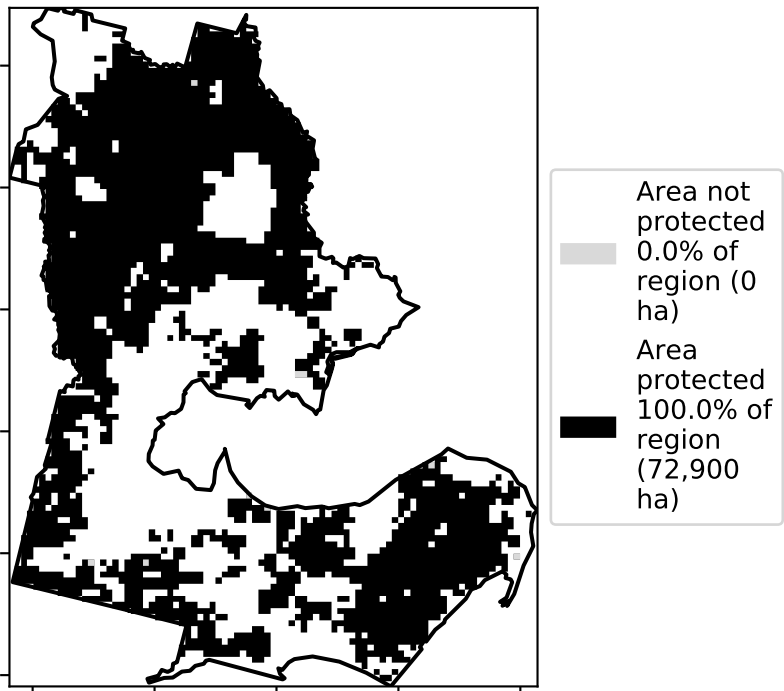 Area not
protected
0.0% of
region (0
ha)
Area
protected
100.0% of
region
(72,900
ha)